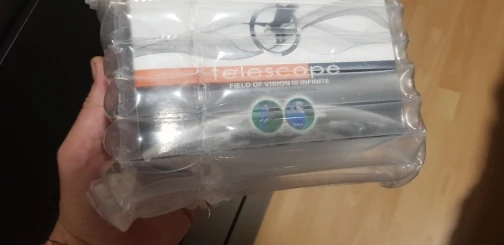 telescope
FIELD OF VISION IS INFINITE